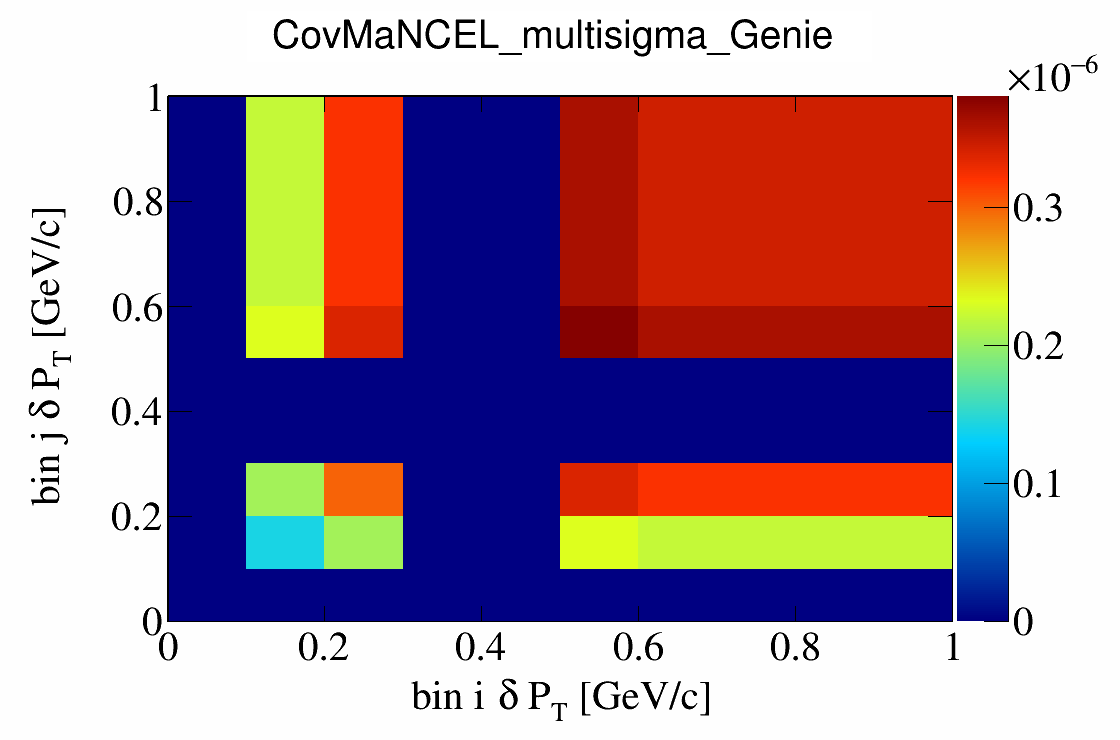 CovMaNCEL_multisigma_Genie
×10⁻⁶
1
0.8
0.6
0.4
0.2
0
bin j δ P_T [GeV/c]
0 0.2 0.4 0.6 0.8 1
bin i δ P_T [GeV/c]
0.3
0.2
0.1
0